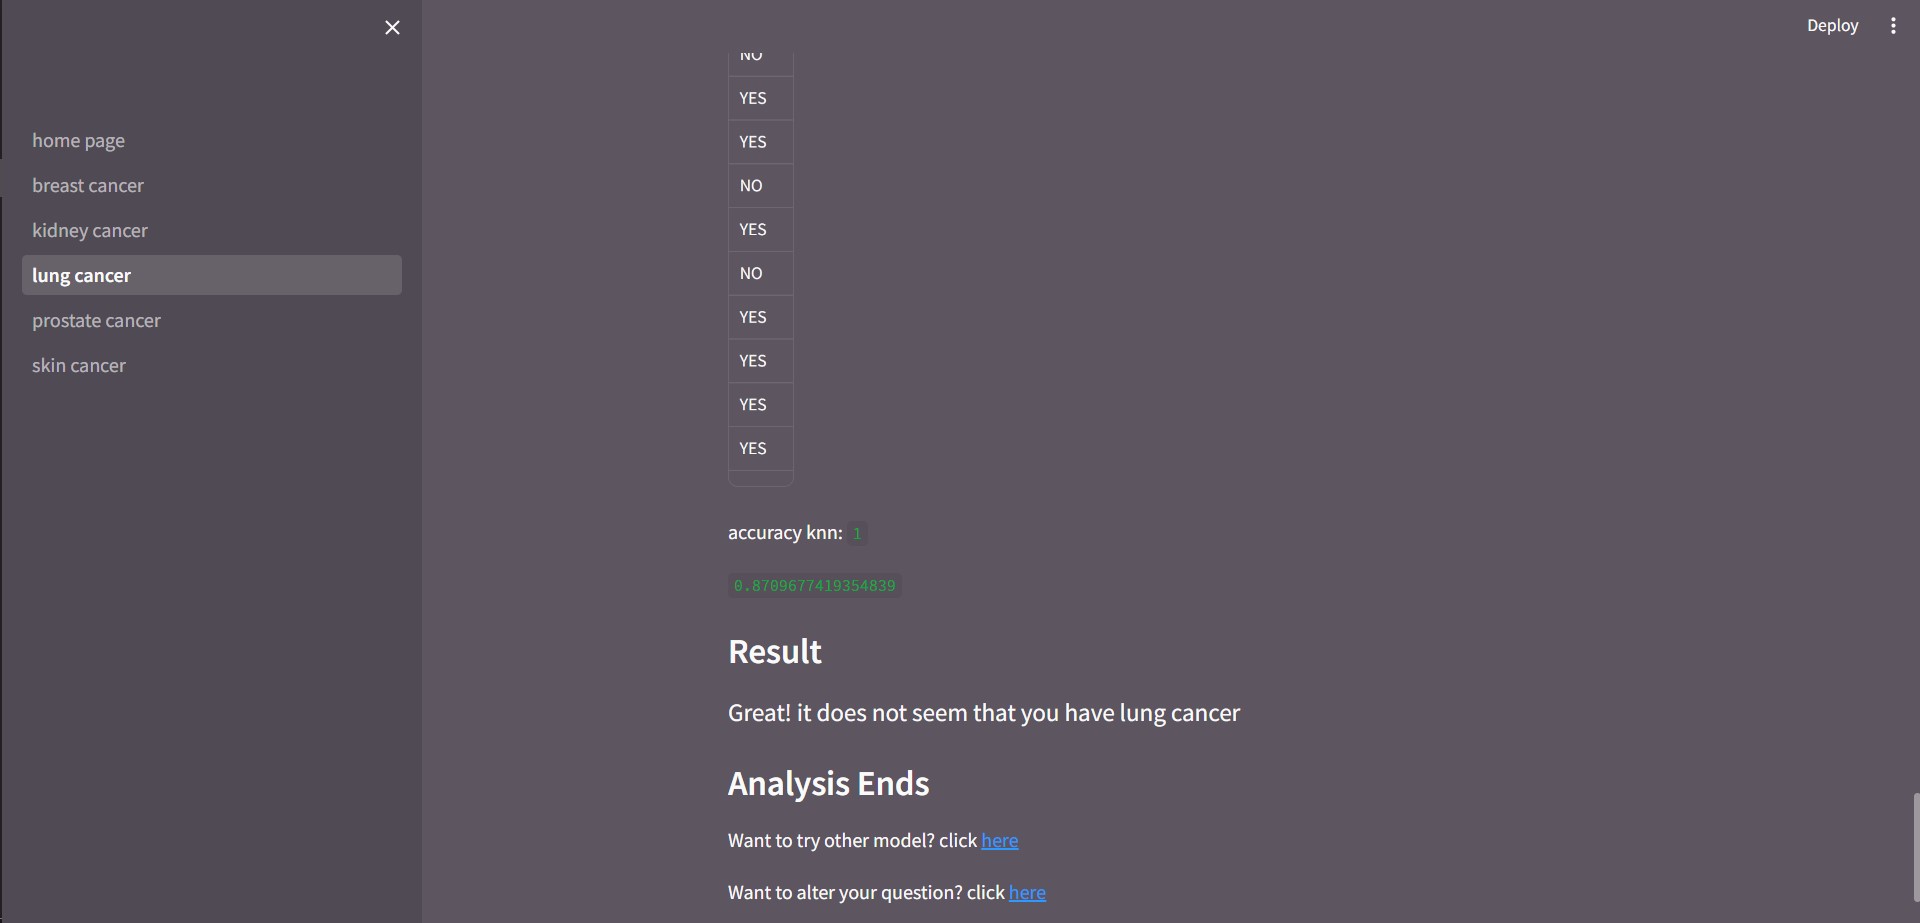 Deploy
home page
breast cancer
kidney cancer
lung cancer
prostate cancer
skin cancer
NO
YES
YES
NO
YES
NO
YES
YES
YES
YES
accuracy knn: 1
0.8709677419354839
Result
Great! it does not seem that you have lung cancer
Analysis Ends
Want to try other model? click here
Want to alter your question? click here